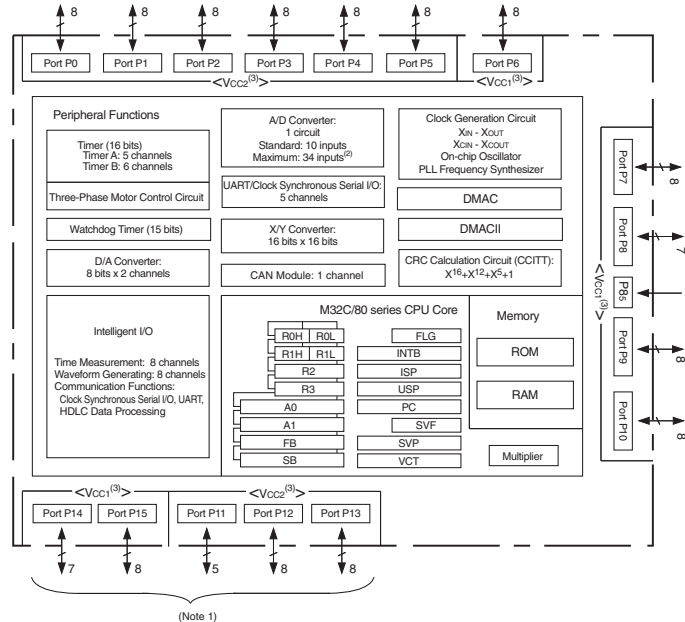 8 8 8 8 8 8 8
Port P0 Port P1 Port P2 Port P3 Port P4 Port P5 Port P6
<VCC2(3)> <VCC1(3)>
Peripheral Functions
Timer (16 bits)
Timer A: 5 channels
Timer B: 6 channels
Three-Phase Motor Control Circuit
Watchdog Timer (15 bits)
D/A Converter:
8 bits x 2 channels
A/D Converter:
1 circuit
Standard: 10 inputs
Maximum: 34 inputs(2)
UART/Clock Synchronous Serial I/O:
5 channels
X/Y Converter:
16 bits x 16 bits
CAN Module: 1 channel
Clock Generation Circuit
XIN - XOUT
XCIN - XCOUT
On-chip Oscillator
PLL Frequency Synthesizer
DMAC
DMACII
CRC Calculation Circuit (CCITT):
X16+X12+X5+1
Intelligent I/O
Time Measurement: 8 channels
Waveform Generating: 8 channels
Communication Functions:
Clock Synchronous Serial I/O, UART,
HDLC Data Processing
M32C/80 series CPU Core
R0H R0L
R1H R1L
R2
R3
A0
A1
FB
SB
FLG
INTB
ISP
USP
PC
SVF
SVP
VCT
Memory
ROM
RAM
Multiplier
<VCC1(3)>
Port P7
8
Port P8
7
P85
Port P9
8
Port P10
8
<VCC1(3)> <VCC2(3)>
Port P14 Port P15 Port P11 Port P12 Port P13
7 8 5 8 8
(Note 1)